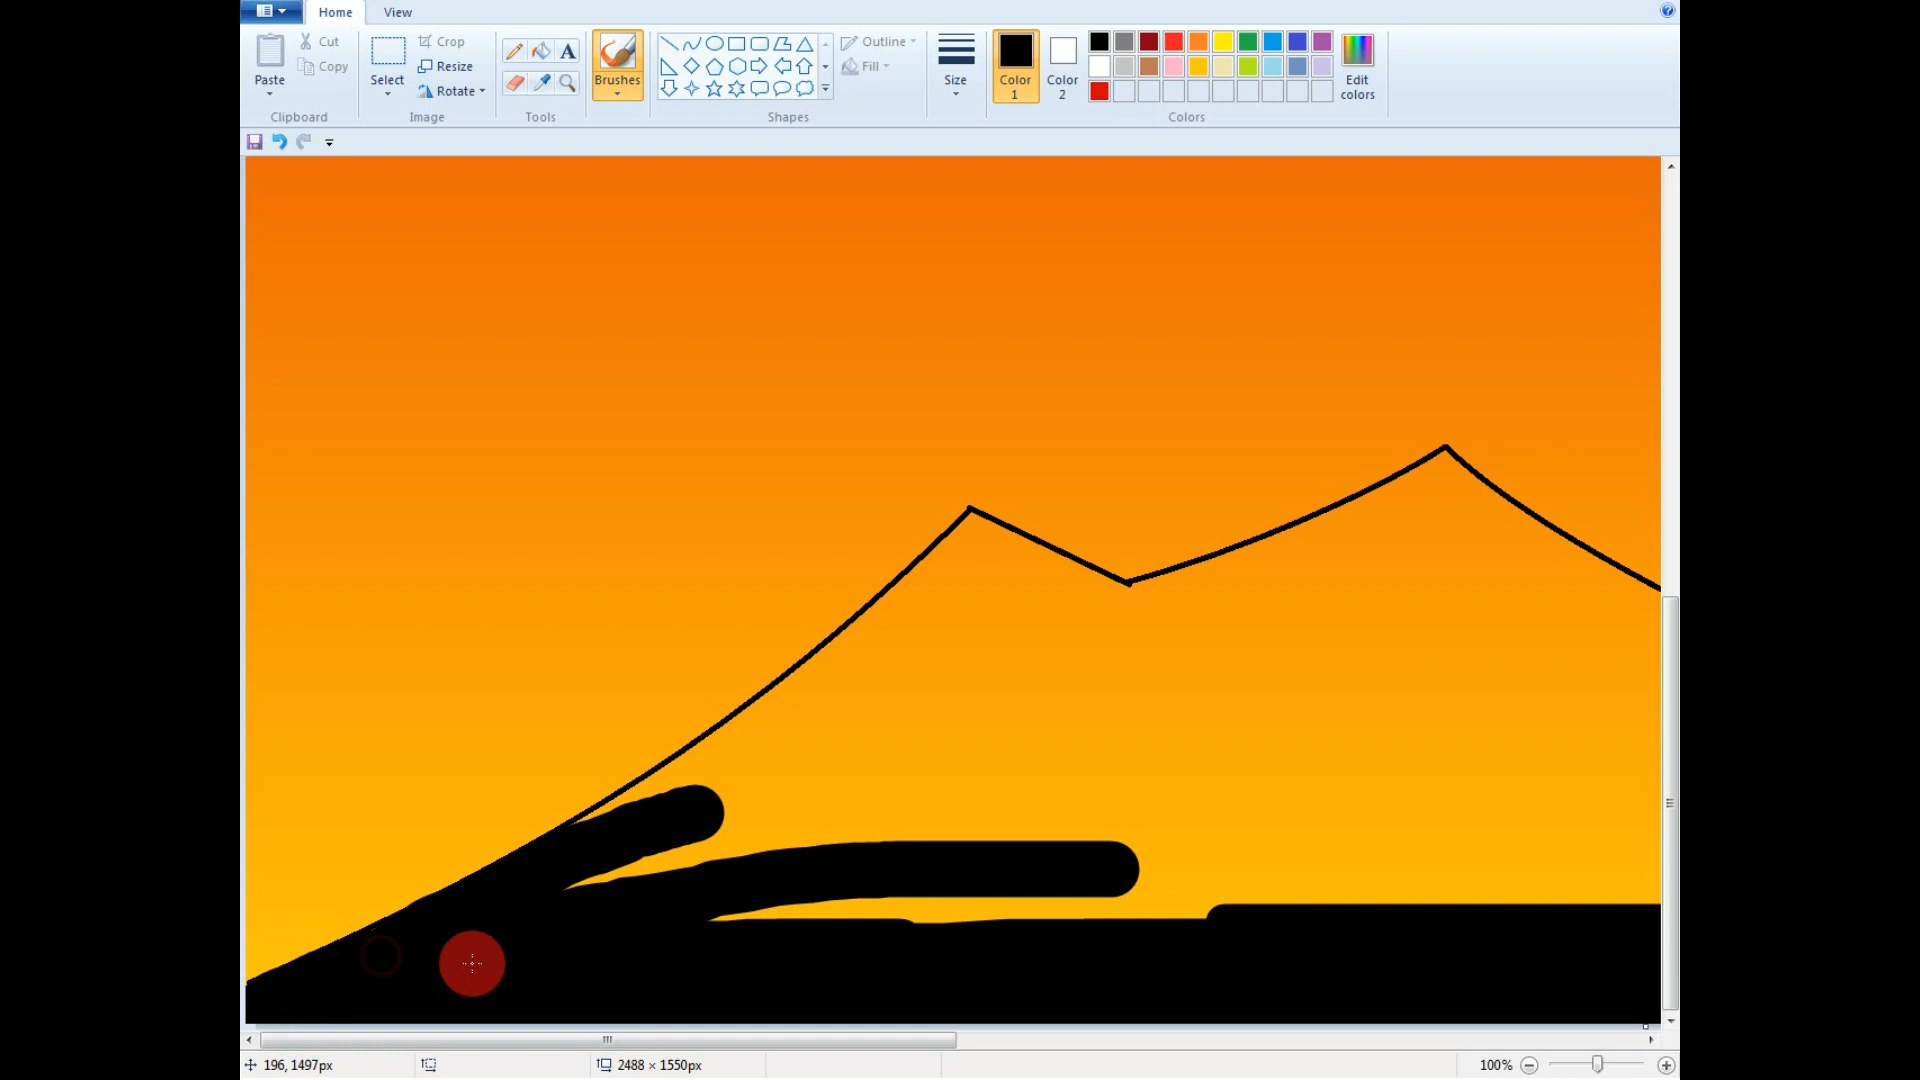 Home View
Paste
Cut
Copy
Clipboard
Select
Crop
Resize
Rotate
Image
A
Tools
Brushes
Shapes
Outline
Fill
Size
Color
1
Color
2
Edit
colors
Colors
196, 1497px
2488 × 1550px
100%